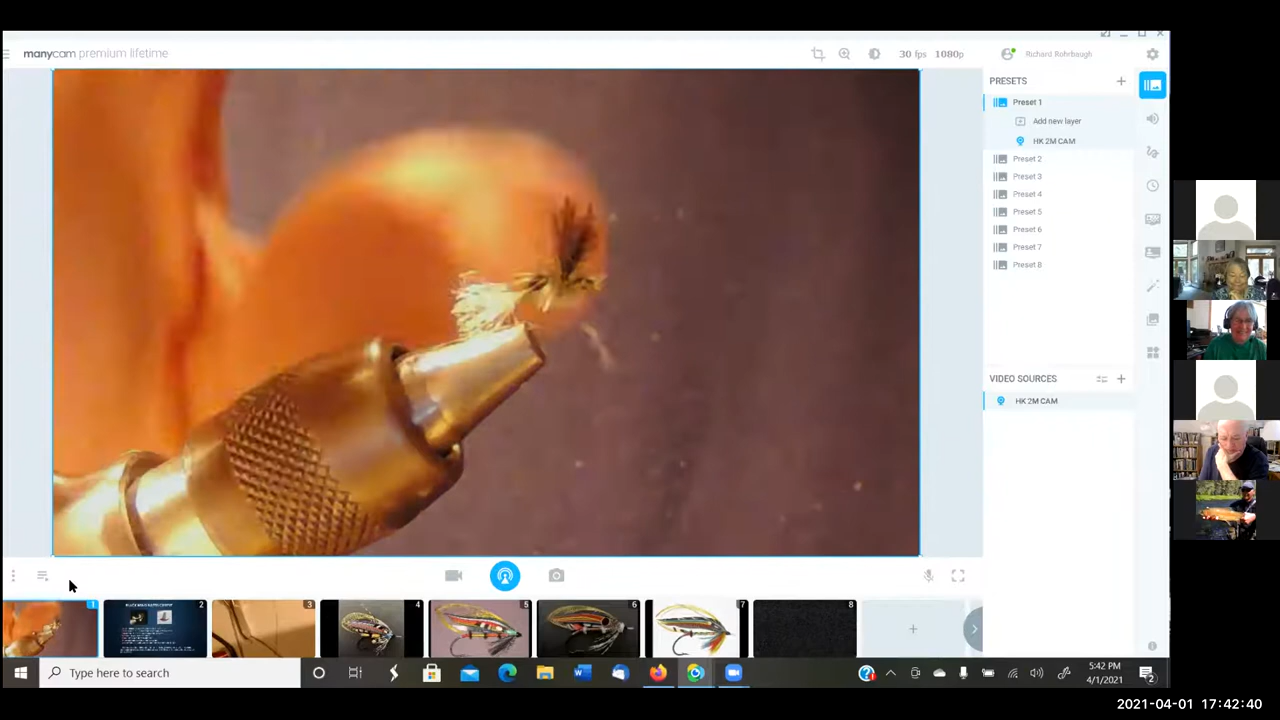 manycam premium lifetime
30 fps 1080p
Richard Rohrbaugh
PRESETS
Preset 1
Add new layer
HK 2M CAM
Preset 2
Preset 3
Preset 4
Preset 5
Preset 6
Preset 7
Preset 8
VIDEO SOURCES
HK 2M CAM
1
2
3
4
5
6
7
8
Type here to search
5:42 PM
4/1/2021
2
2021-04-01 17:42:40